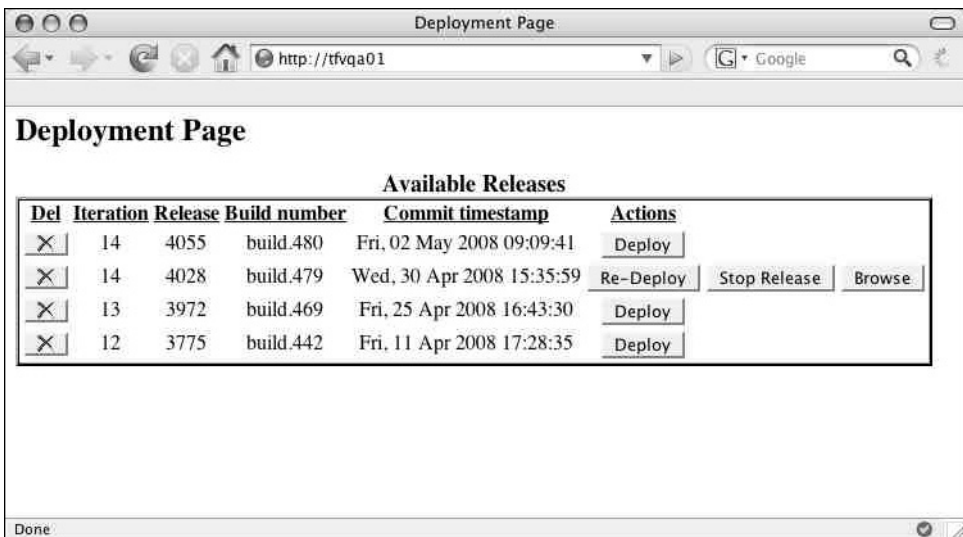 Deployment Page
http://tfvqa01
G Google
Deployment Page
Available Releases
Del Iteration Release Build number Commit timestamp Actions
14 4055 build.480 Fri, 02 May 2008 09:09:41 Deploy
14 4028 build.479 Wed, 30 Apr 2008 15:35:59 Re-Deploy Stop Release Browse
13 3972 build.469 Fri, 25 Apr 2008 16:43:30 Deploy
12 3775 build.442 Fri, 11 Apr 2008 17:28:35 Deploy
Done